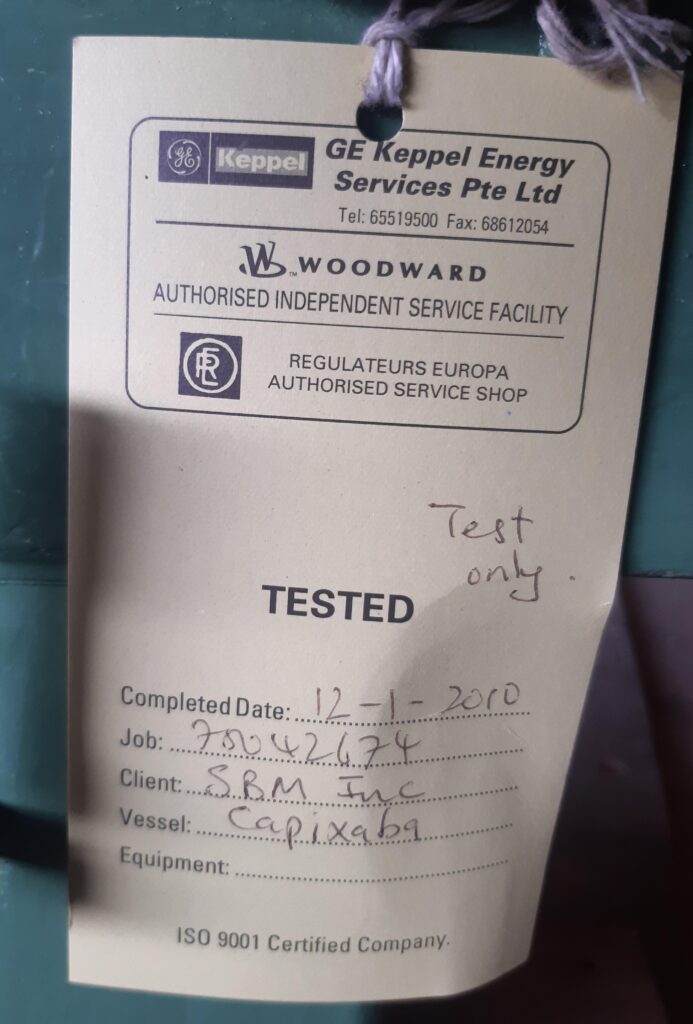 GE Keppel GE Keppel Energy
Services Pte Ltd
Tel: 65519500 Fax: 68612054
W™ WOODWARD
AUTHORISED INDEPENDENT SERVICE FACILITY
REGULATEURS EUROPA
AUTHORISED SERVICE SHOP
Test
only.
TESTED
Completed Date: 12-1-2010
Job:
Client: SBM Inc
Vessel: Capixaba
Equipment:
ISO 9001 Certified Company.